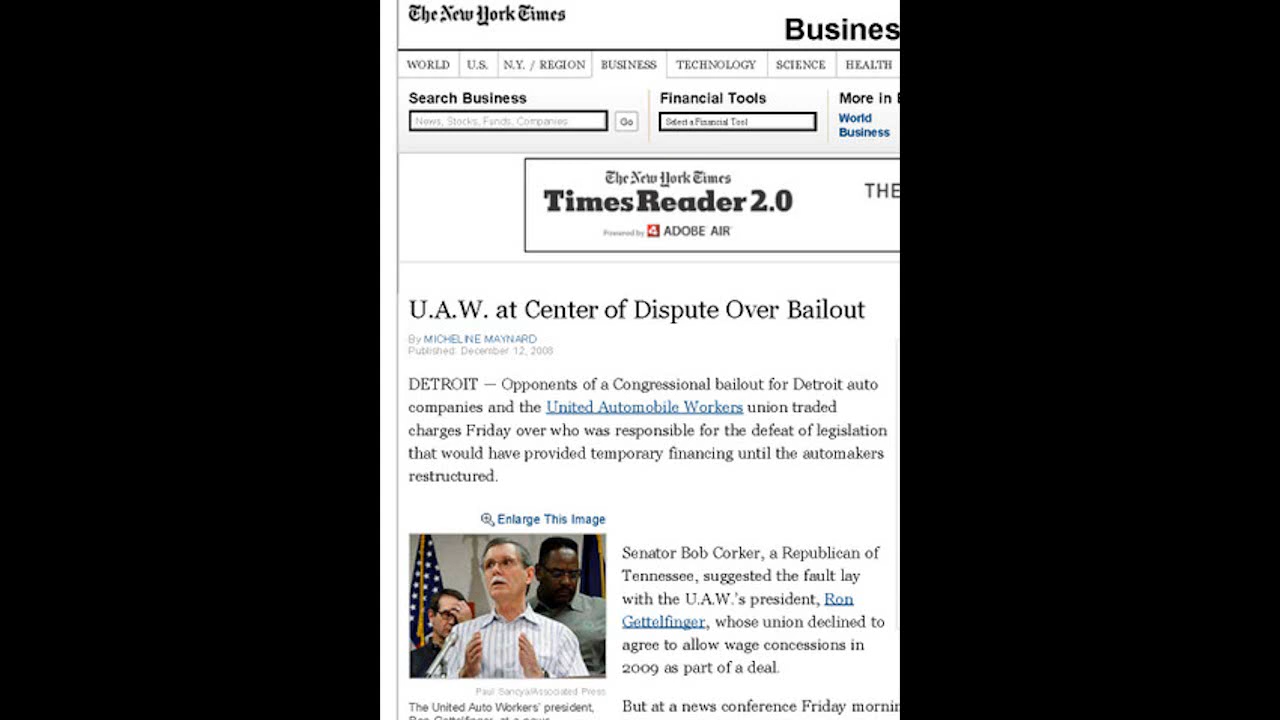 The New York Times
Busines
WORLD U.S. N.Y. / REGION BUSINESS TECHNOLOGY SCIENCE HEALTH
Search Business Financial Tools More in
News, Stocks, Funds, Companies Go Select a Financial Tool World
Business
The New York Times
TimesReader 2.0 THE
Powered by ADOBE AIR
U.A.W. at Center of Dispute Over Bailout
By MICHELINE MAYNARD
Published: December 12, 2008
DETROIT — Opponents of a Congressional bailout for Detroit auto
companies and the United Automobile Workers union traded
charges Friday over who was responsible for the defeat of legislation
that would have provided temporary financing until the automakers
restructured.
Enlarge This Image
Paul Sancya/Associated Press
The United Auto Workers' president,
Ron Gettelfinger, at a news
Senator Bob Corker, a Republican of
Tennessee, suggested the fault lay
with the U.A.W.'s president, Ron
Gettelfinger, whose union declined to
agree to allow wage concessions in
2009 as part of a deal.
But at a news conference Friday mornin